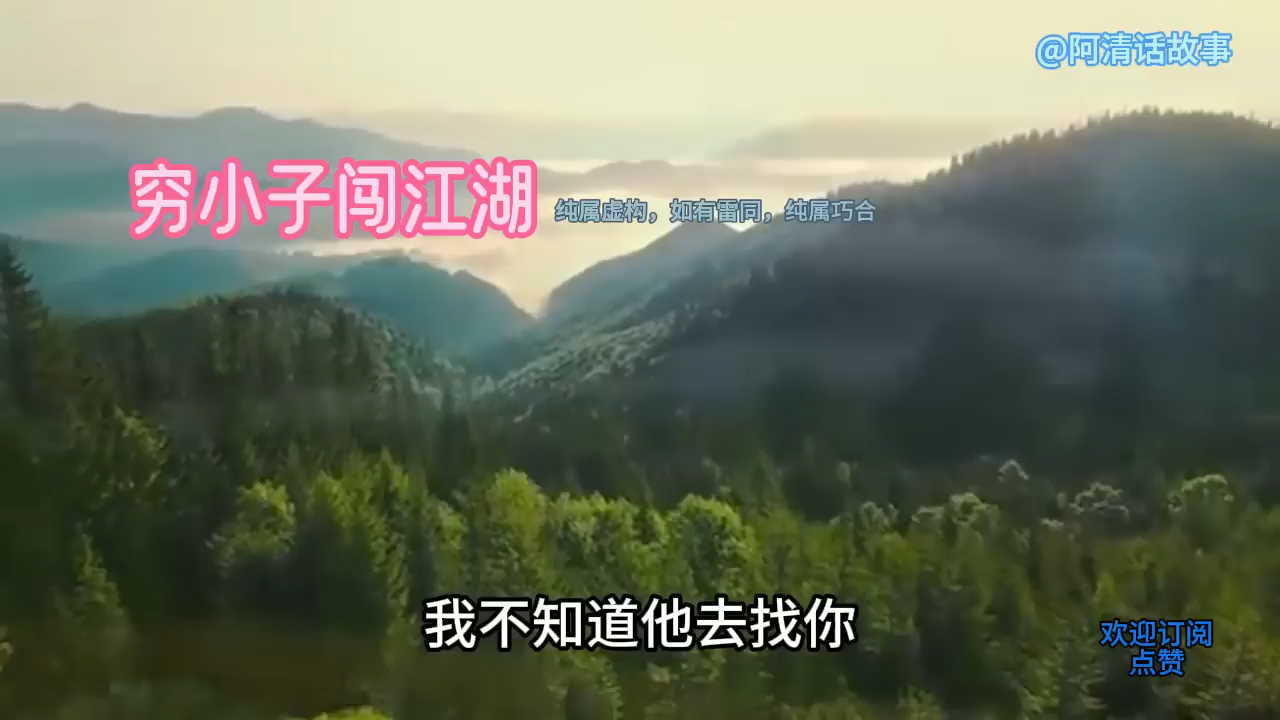 @阿清话故事
穷小子闯江湖
纯属虚构，如有雷同，纯属巧合
我不知道他去找你
欢迎订阅
点赞